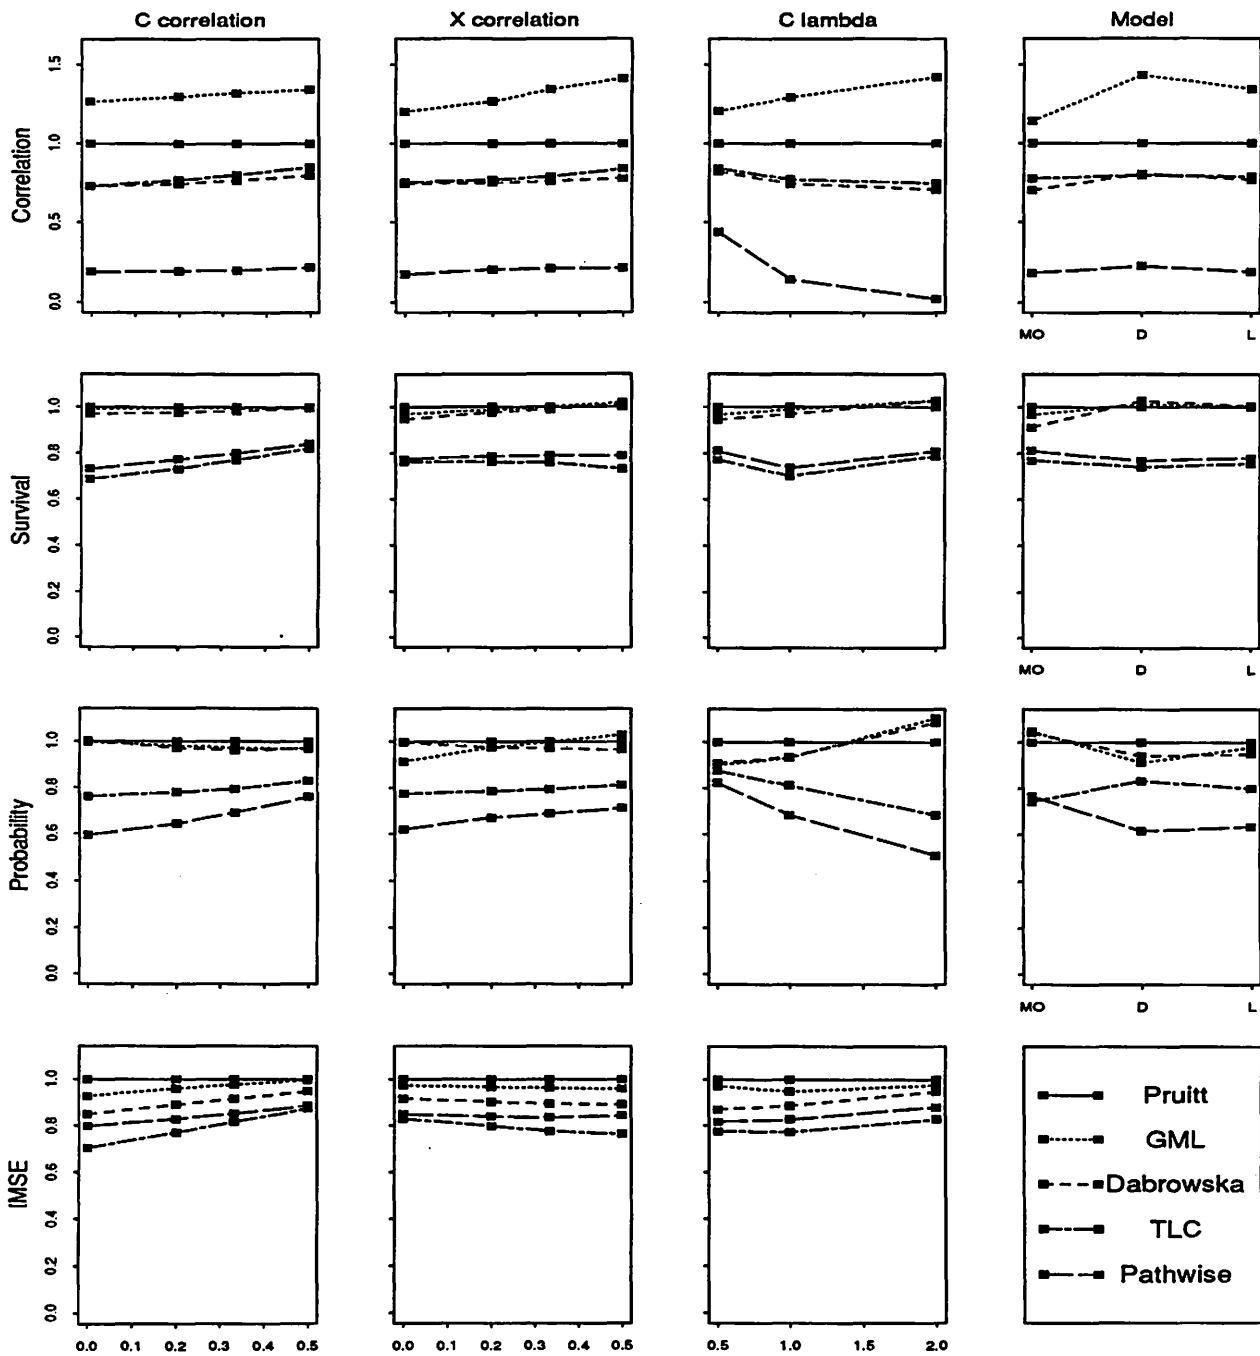 C correlation X correlation C lambda Model
Correlation
0.0 0.5 1.0 1.5
MO D L
Survival
0.0 0.2 0.4 0.6 0.8 1.0
MO D L
Probability
0.0 0.2 0.4 0.6 0.8 1.0
MO D L
IMSE
0.0 0.2 0.4 0.6 0.8 1.0
0.0 0.1 0.2 0.3 0.4 0.5
0.0 0.1 0.2 0.3 0.4 0.5
0.5 1.0 1.5 2.0
Pruitt
GML
Dabrowska
TLC
Pathwise